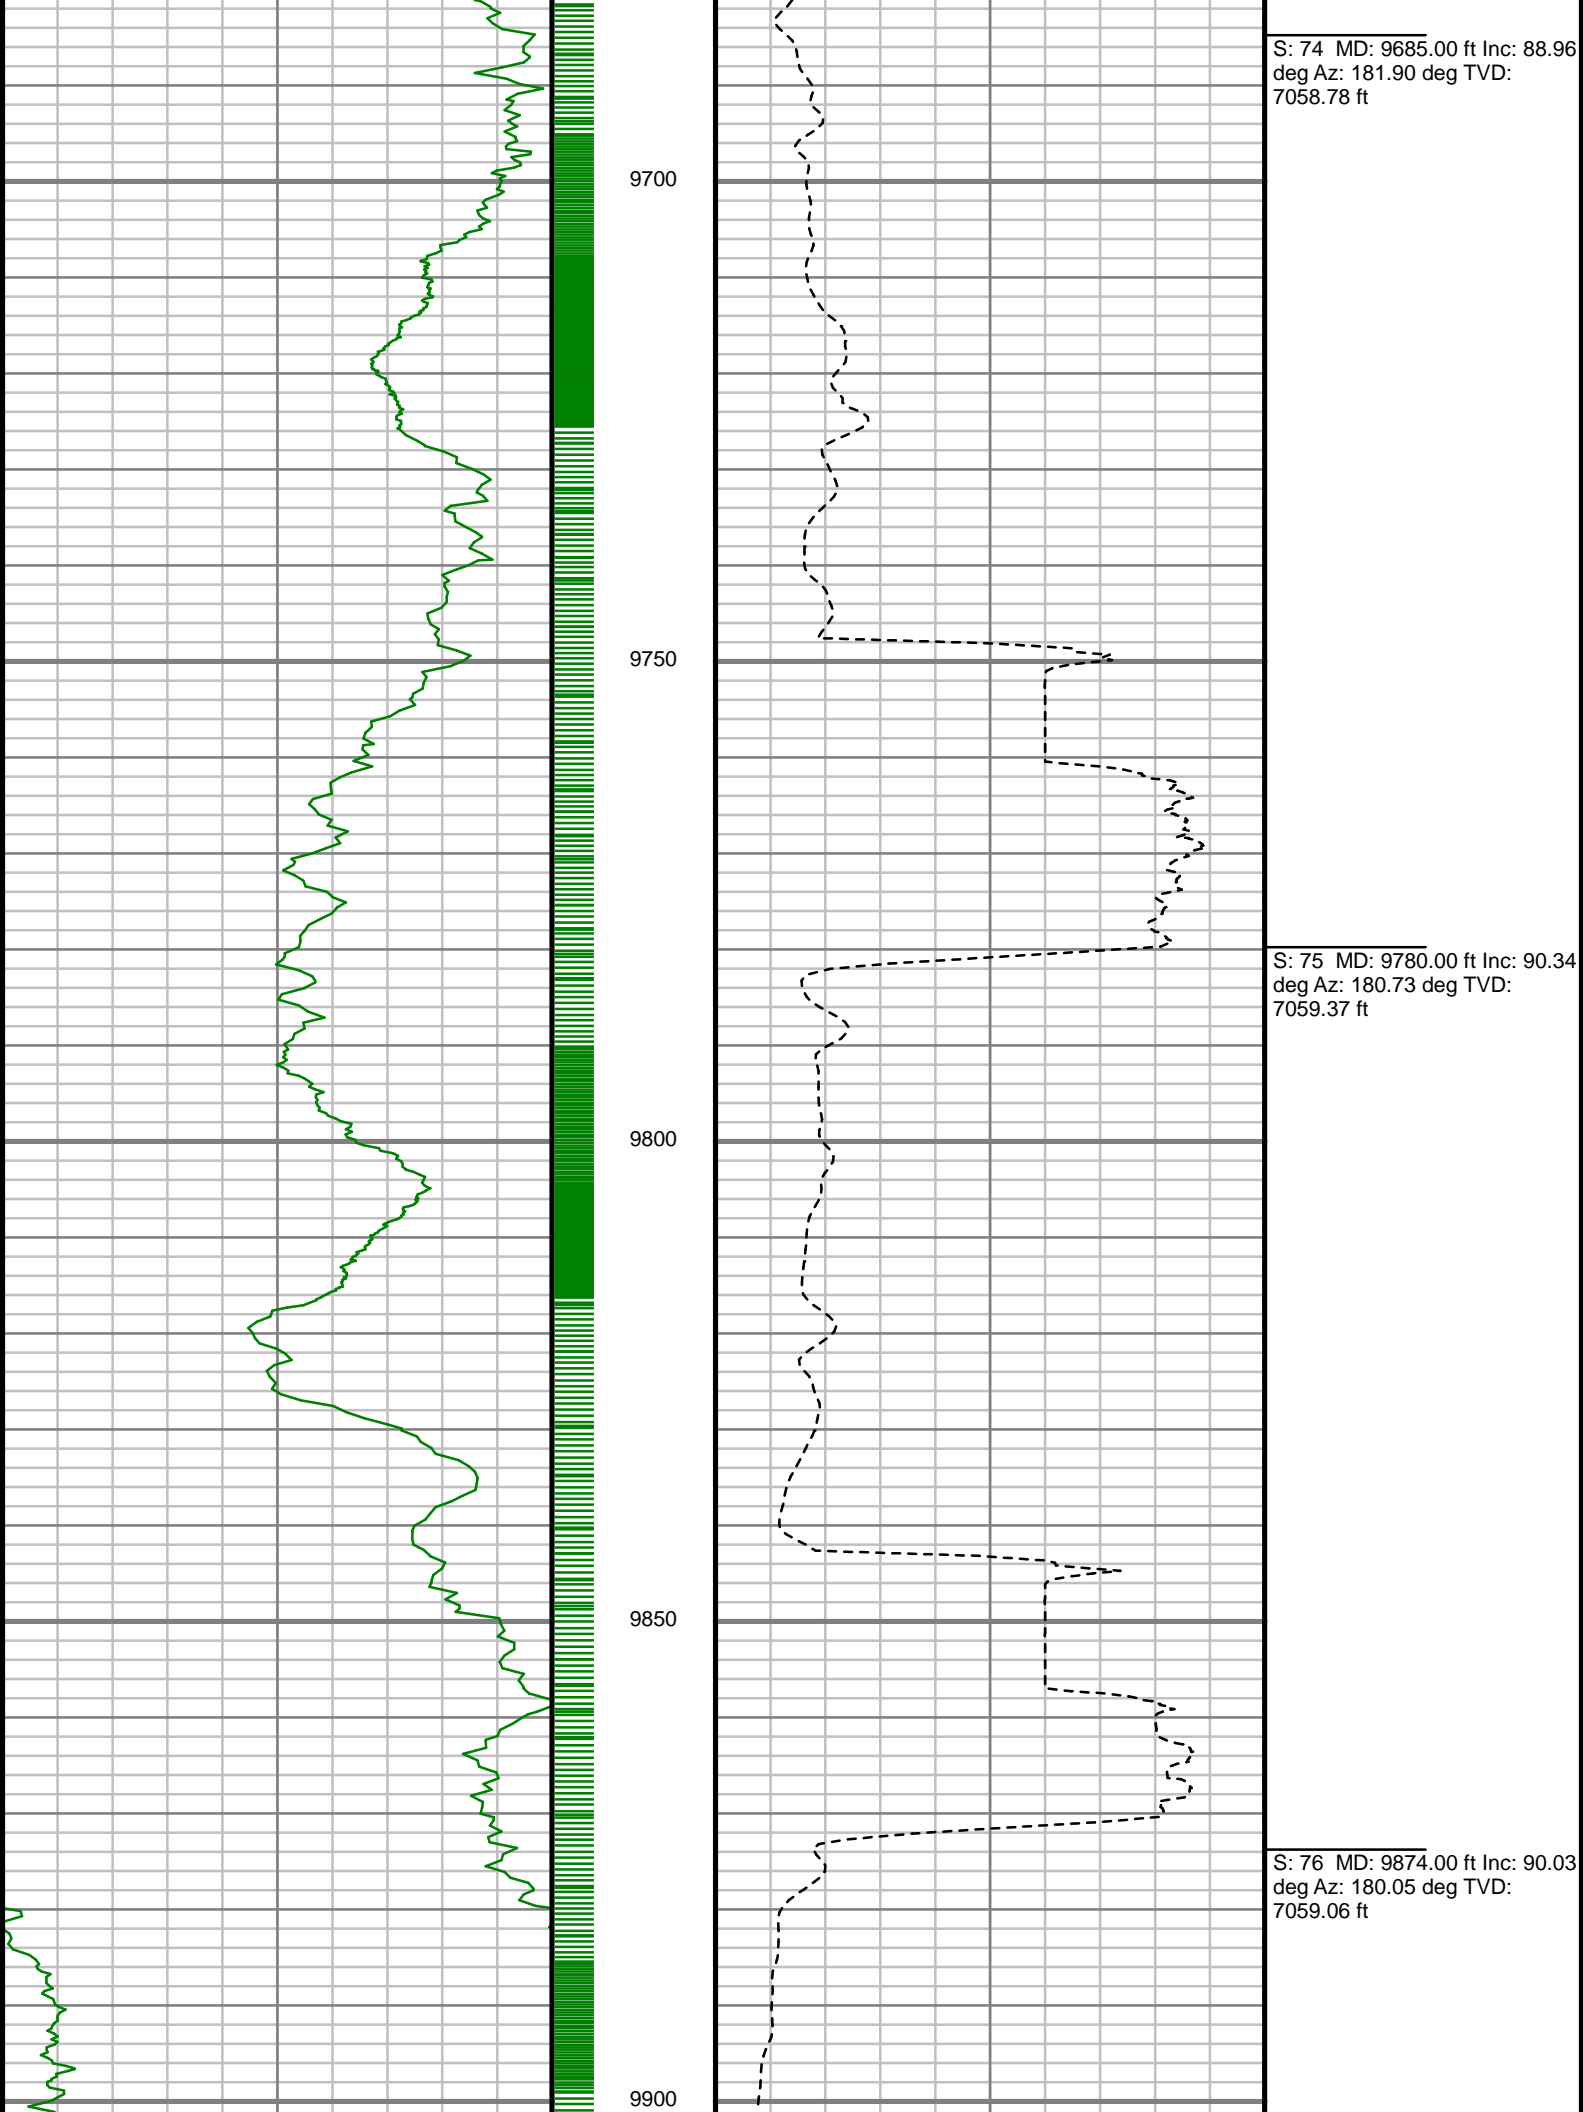 S: 74 MD: 9685.00 ft Inc: 88.96
deg Az: 181.90 deg TVD:
7058.78 ft
9700
9750
S: 75 MD: 9780.00 ft Inc: 90.34
deg Az: 180.73 deg TVD:
7059.37 ft
9800
9850
S: 76 MD: 9874.00 ft Inc: 90.03
deg Az: 180.05 deg TVD:
7059.06 ft
9900